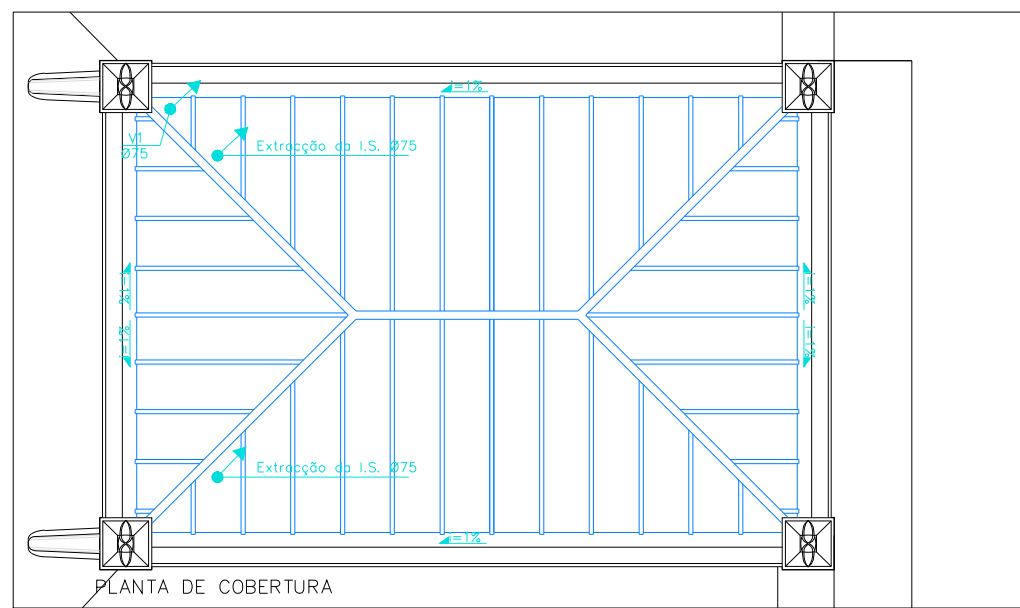 i=1%
V1
Ø75
Extracção da I.S. Ø75
i=1%
i=1%
i=1%
i=1%
Extracção da I.S. Ø75
i=1%
PLANTA DE COBERTURA